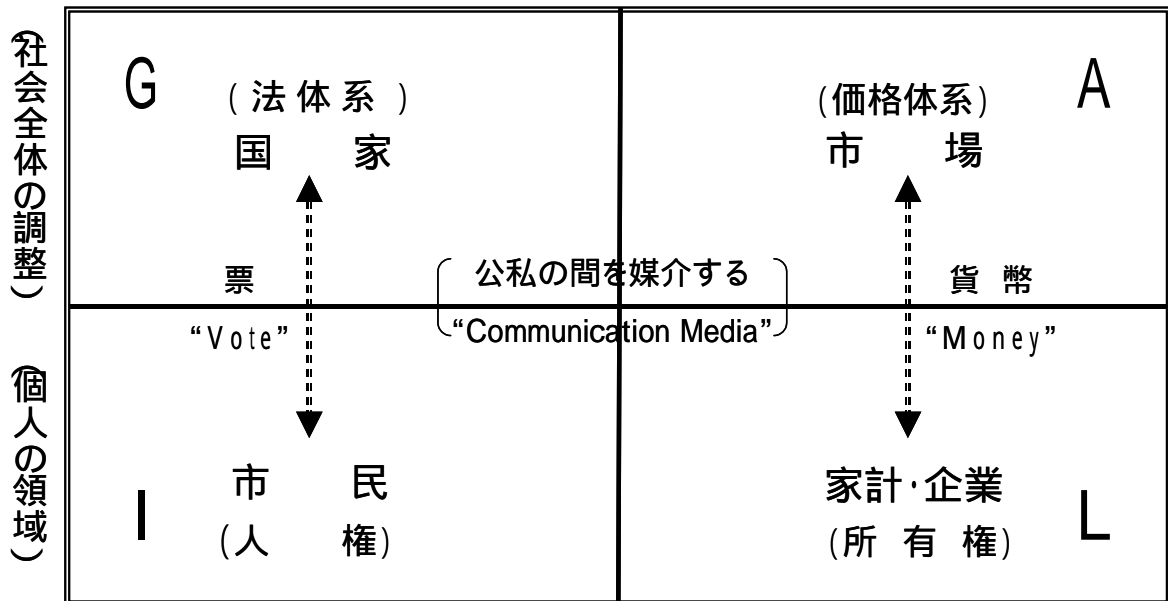 (社会全体の調整)
G
(法体系)
国 家
(価格体系)
A
市 場
票
公私の間を媒介する
貨 幣
“Vote”
“Communication Media”
“Money”
(個人の領域)
市 民
I
(人 権)
家計・企業
(所 有 権)
L